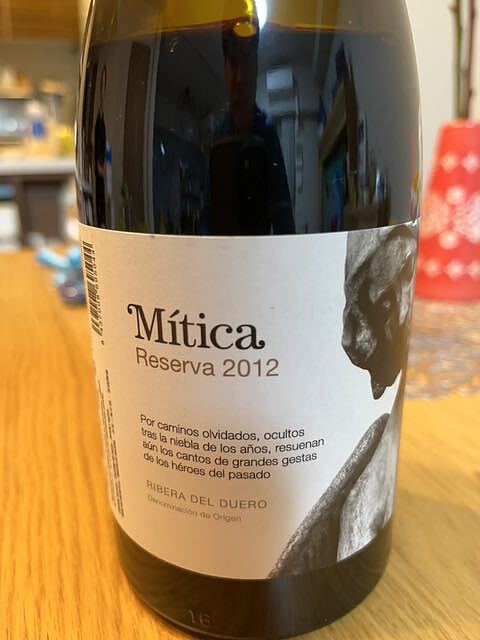 Mítica
Reserva 2012
Por caminos olvidados, ocultos
tras la niebla de los años, resuenan
aún los cantos de grandes gestas
de los héroes del pasado
RIBERA DEL DUERO
Denominación de Origen
16